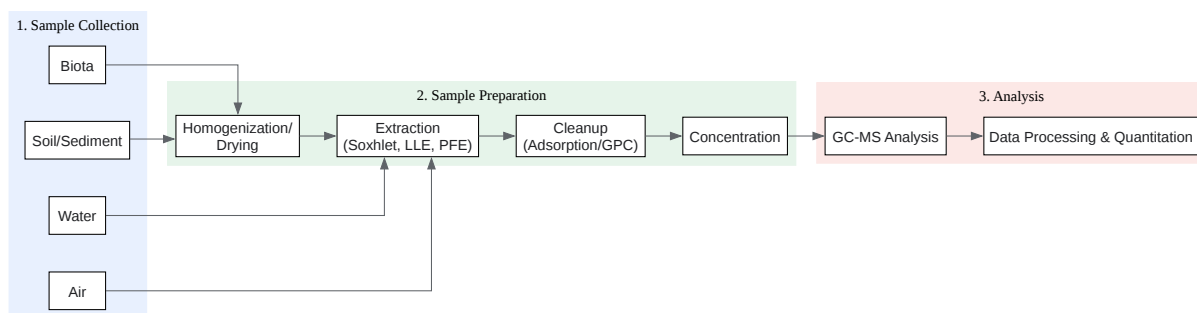 1. Sample Collection
Biota
Soil/Sediment
Water
Air
2. Sample Preparation
Homogenization/
Drying
Extraction
(Soxhlet, LLE, PFE)
Cleanup
(Adsorption/GPC)
Concentration
3. Analysis
GC-MS Analysis
Data Processing & Quantitation